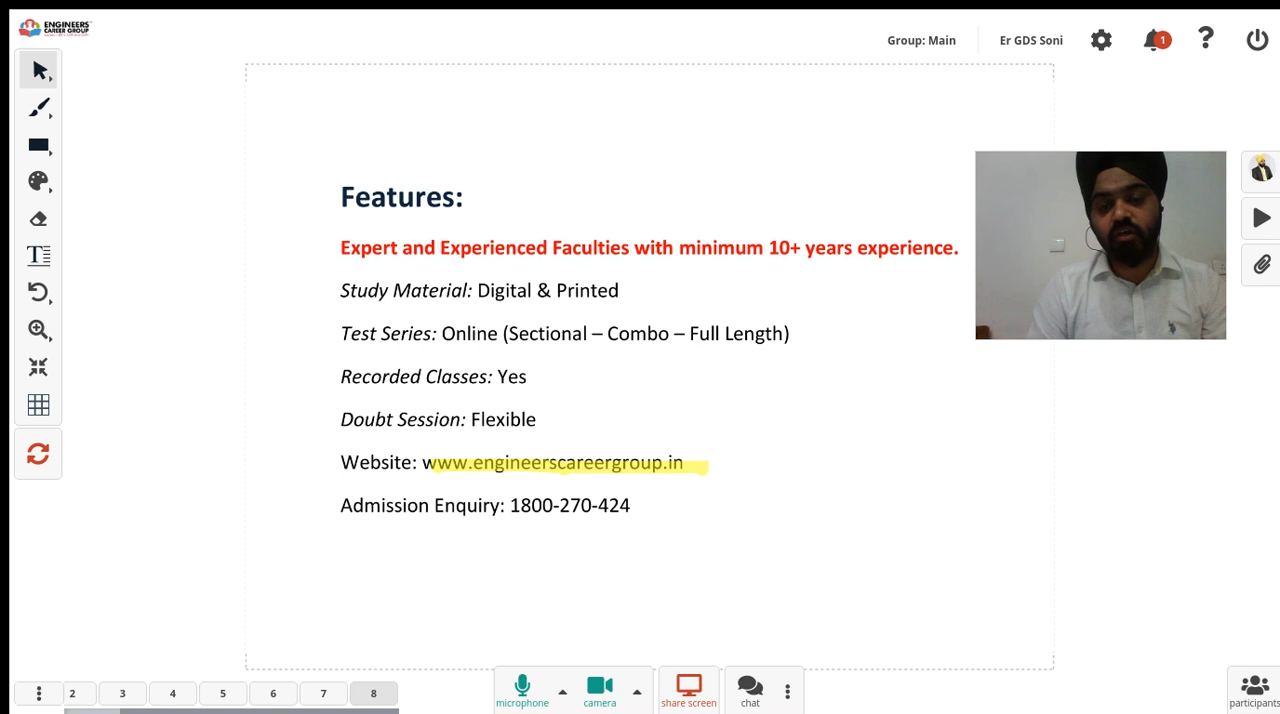 ENGINEERS
CAREER GROUP
Group: Main
Er GDS Soni
1
?
Features:
Expert and Experienced Faculties with minimum 10+ years experience.
Study Material: Digital & Printed
Test Series: Online (Sectional – Combo – Full Length)
Recorded Classes: Yes
Doubt Session: Flexible
Website: www.engineerscareergroup.in
Admission Enquiry: 1800-270-424
2 3 4 5 6 7 8
microphone
camera
share screen
chat
participants